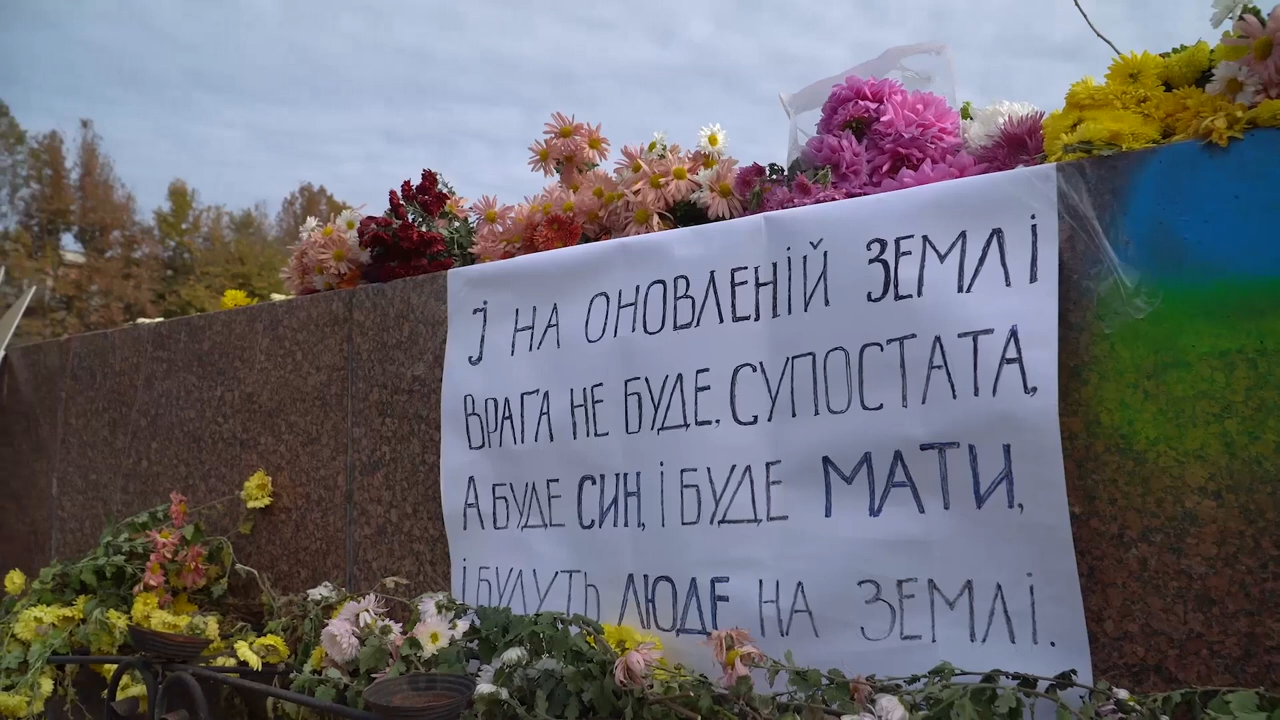 І НА ОНОВЛЕНІЙ ЗЕМЛІ
ВРАГА НЕ БУДЕ, СУПОСТАТА,
А БУДЕ СИН, І БУДЕ МАТИ,
І БУДУТЬ ЛЮДЕ НА ЗЕМЛІ.